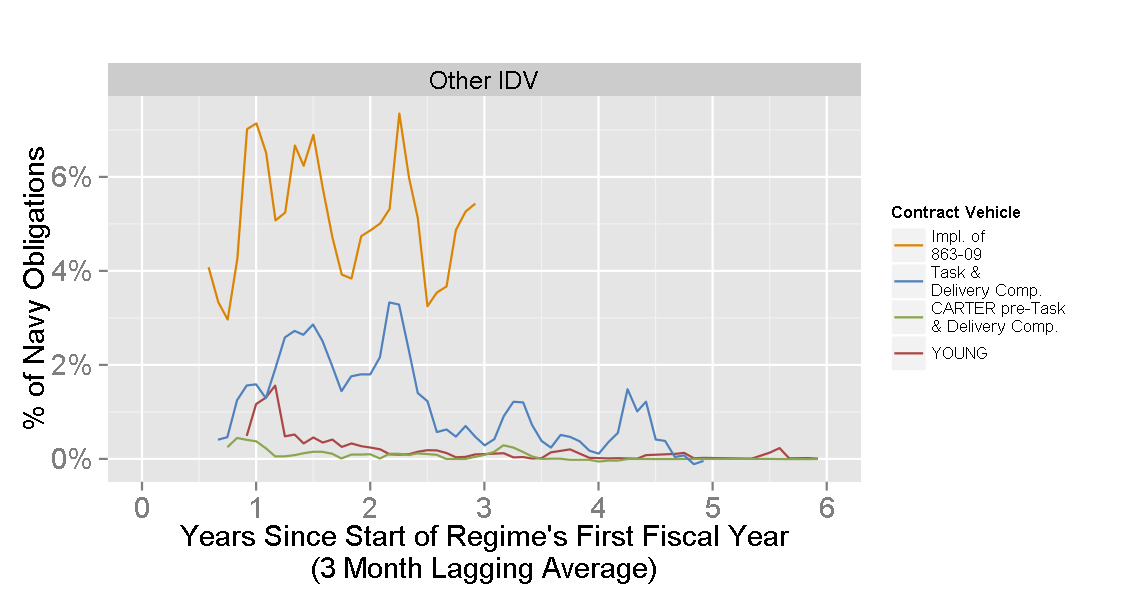 Other IDV
% of Navy Obligations
6%
4%
2%
0%
0 1 2 3 4 5 6
Years Since Start of Regime's First Fiscal Year
(3 Month Lagging Average)
Contract Vehicle
Impl. of
863-09
Task &
Delivery Comp.
CARTER pre-Task
& Delivery Comp.
YOUNG